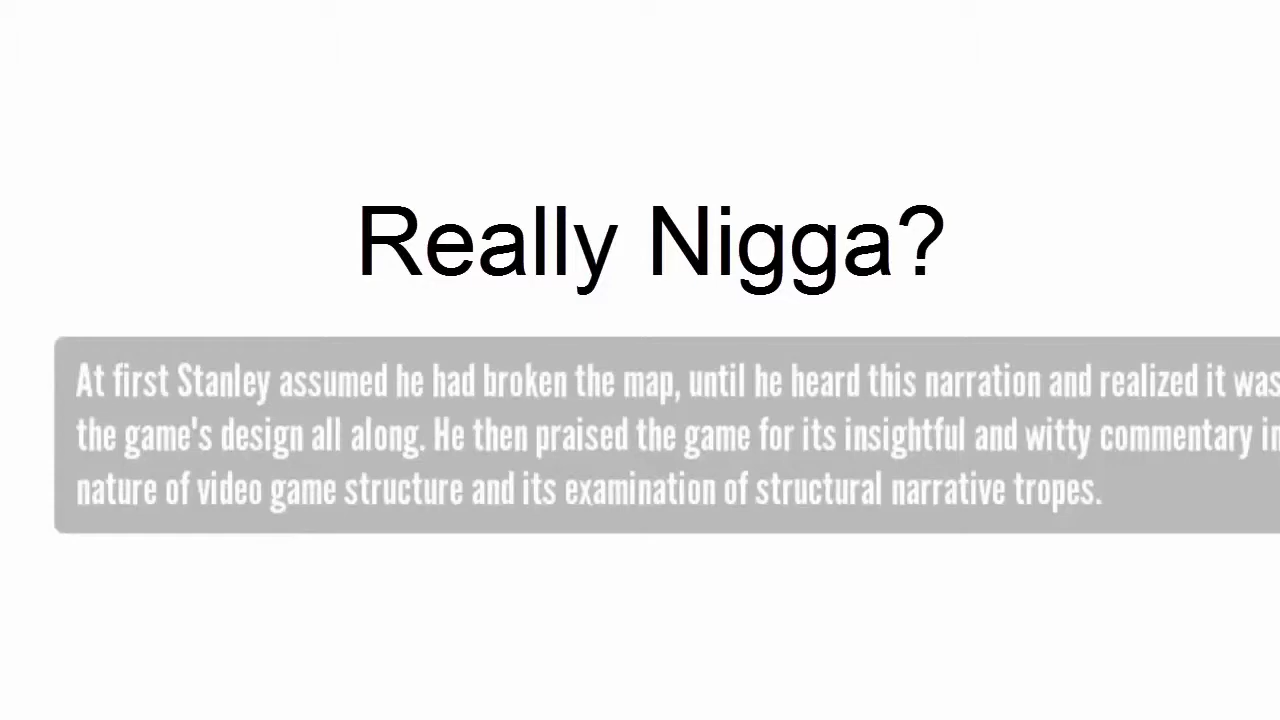 Really Nigga?
At first Stanley assumed he had broken the map, until he heard this narration and realized it was
the game's design all along. He then praised the game for its insightful and witty commentary in
nature of video game structure and its examination of structural narrative tropes.